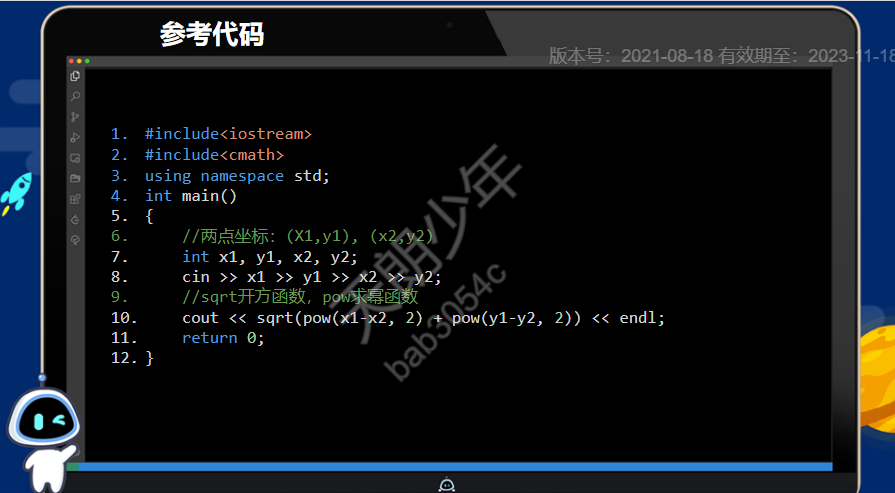 参考代码
版本号：2021-08-18 有效期至：2023-11-18
1. #include<iostream>
2. #include<cmath>
3. using namespace std;
4. int main()
5. {
6. //两点坐标：(X1,y1), (x2,y2)
7. int x1, y1, x2, y2;
8. cin >> x1 >> y1 >> x2 >> y2;
9. //sqrt开方函数，pow求幂函数
10. cout << sqrt(pow(x1-x2, 2) + pow(y1-y2, 2)) << endl;
11. return 0;
12. }
天朗少年
bab3054c